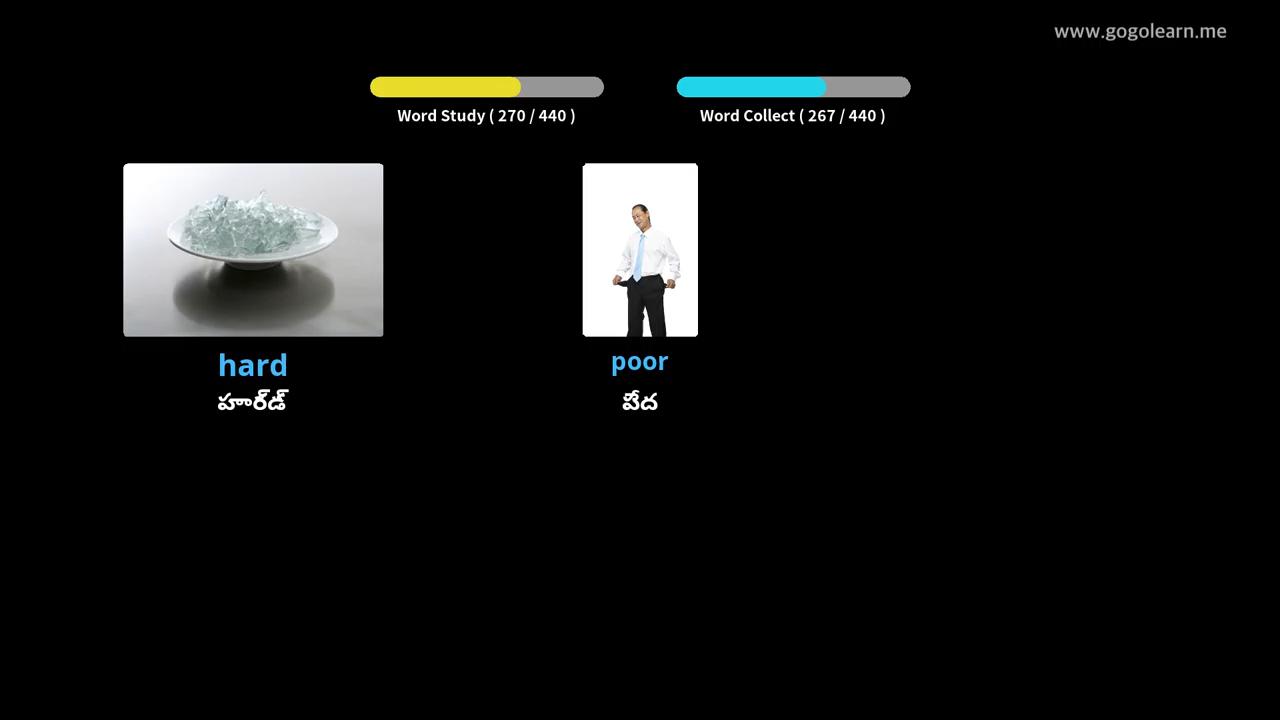 www.gogolearn.me
Word Study ( 270 / 440 )
Word Collect ( 267 / 440 )
hard
poor
హార్డ్
పేద